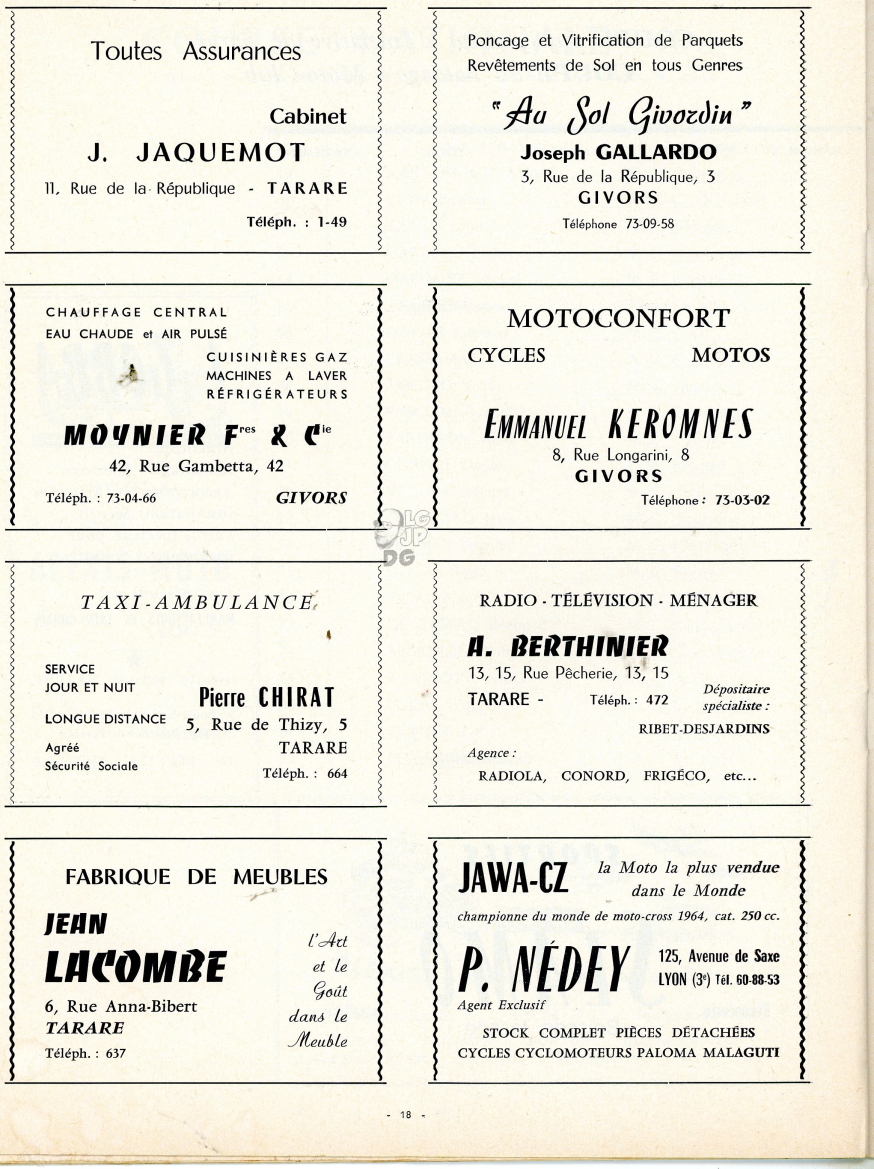 Toutes Assurances
Cabinet
J. JAQUEMOT
11, Rue de la République - TARARE
Téléph. : 1-49
Poncage et Vitrification de Parquets
Revêtements de Sol en tous Genres
"Au Sol Givordin"
Joseph GALLARDO
3, Rue de la République, 3
GIVORS
Téléphone 73-09-58
CHAUFFAGE CENTRAL
EAU CHAUDE et AIR PULSÉ
CUISINIÈRES GAZ
MACHINES A LAVER
RÉFRIGÉRATEURS
MOYNIER Fres & Cie
42, Rue Gambetta, 42
Téléph. : 73-04-66 GIVORS
MOTOCONFORT
CYCLES MOTOS
EMMANUEL KEROMNES
8, Rue Longarini, 8
GIVORS
Téléphone : 73-03-02
LG
JP
DG
TAXI-AMBULANCE
SERVICE
JOUR ET NUIT
LONGUE DISTANCE
Agréé
Sécurité Sociale
Pierre CHIRAT
5, Rue de Thizy, 5
TARARE
Téléph. : 664
RADIO - TÉLÉVISION - MÉNAGER
A. BERTHINIER
13, 15, Rue Pêcherie, 13, 15
TARARE - Téléph. : 472
Dépositaire
spécialiste :
RIBET-DESJARDINS
Agence :
RADIOLA, CONORD, FRIGÉCO, etc...
FABRIQUE DE MEUBLES
JEAN
LACOMBE
6, Rue Anna-Bibert
TARARE
Téléph. : 637
l'Art
et le
Goût
dans le
Meuble
JAWA-CZ
la Moto la plus vendue
dans le Monde
championne du monde de moto-cross 1964, cat. 250 cc.
P. NÉDEY
Agent Exclusif
125, Avenue de Saxe
LYON (3e) Tél. 60-88-53
STOCK COMPLET PIÈCES DÉTACHÉES
CYCLES CYCLOMOTEURS PALOMA MALAGUTI
- 18 -